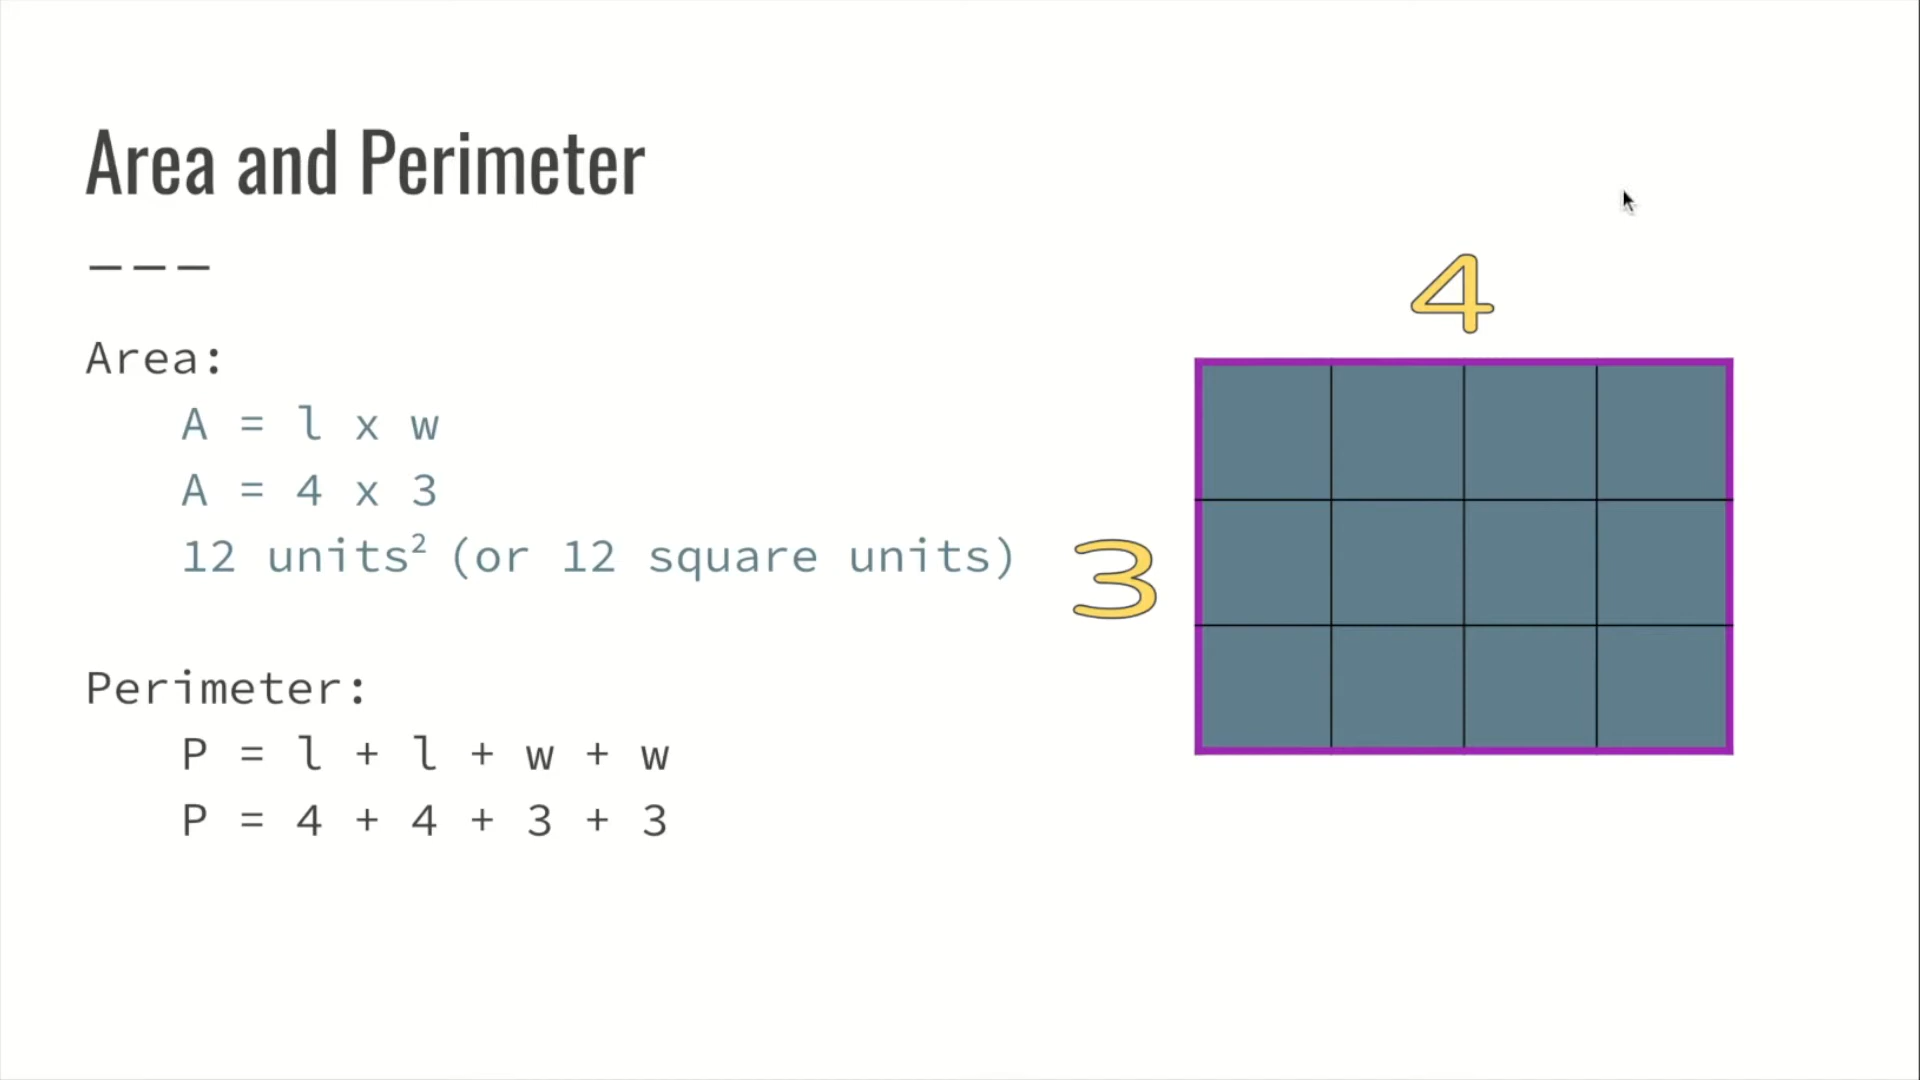 Area and Perimeter
———
Area:
A = l x w
A = 4 x 3
12 units² (or 12 square units)
Perimeter:
P = l + l + w + w
P = 4 + 4 + 3 + 3
4
3